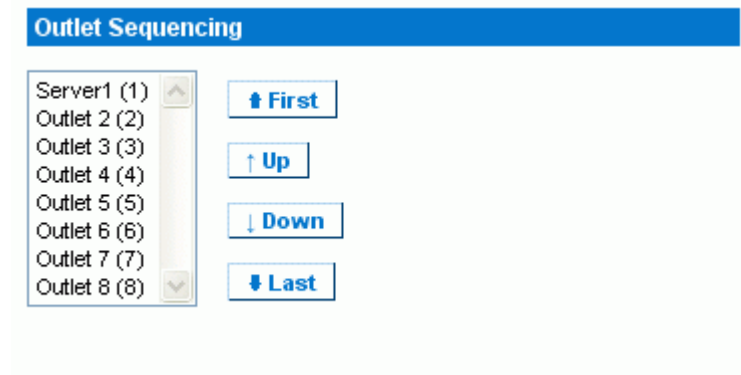 Outlet Sequencing
Server1 (1)
Outlet 2 (2)
Outlet 3 (3)
Outlet 4 (4)
Outlet 5 (5)
Outlet 6 (6)
Outlet 7 (7)
Outlet 8 (8)
First
↑ Up
↓ Down
Last